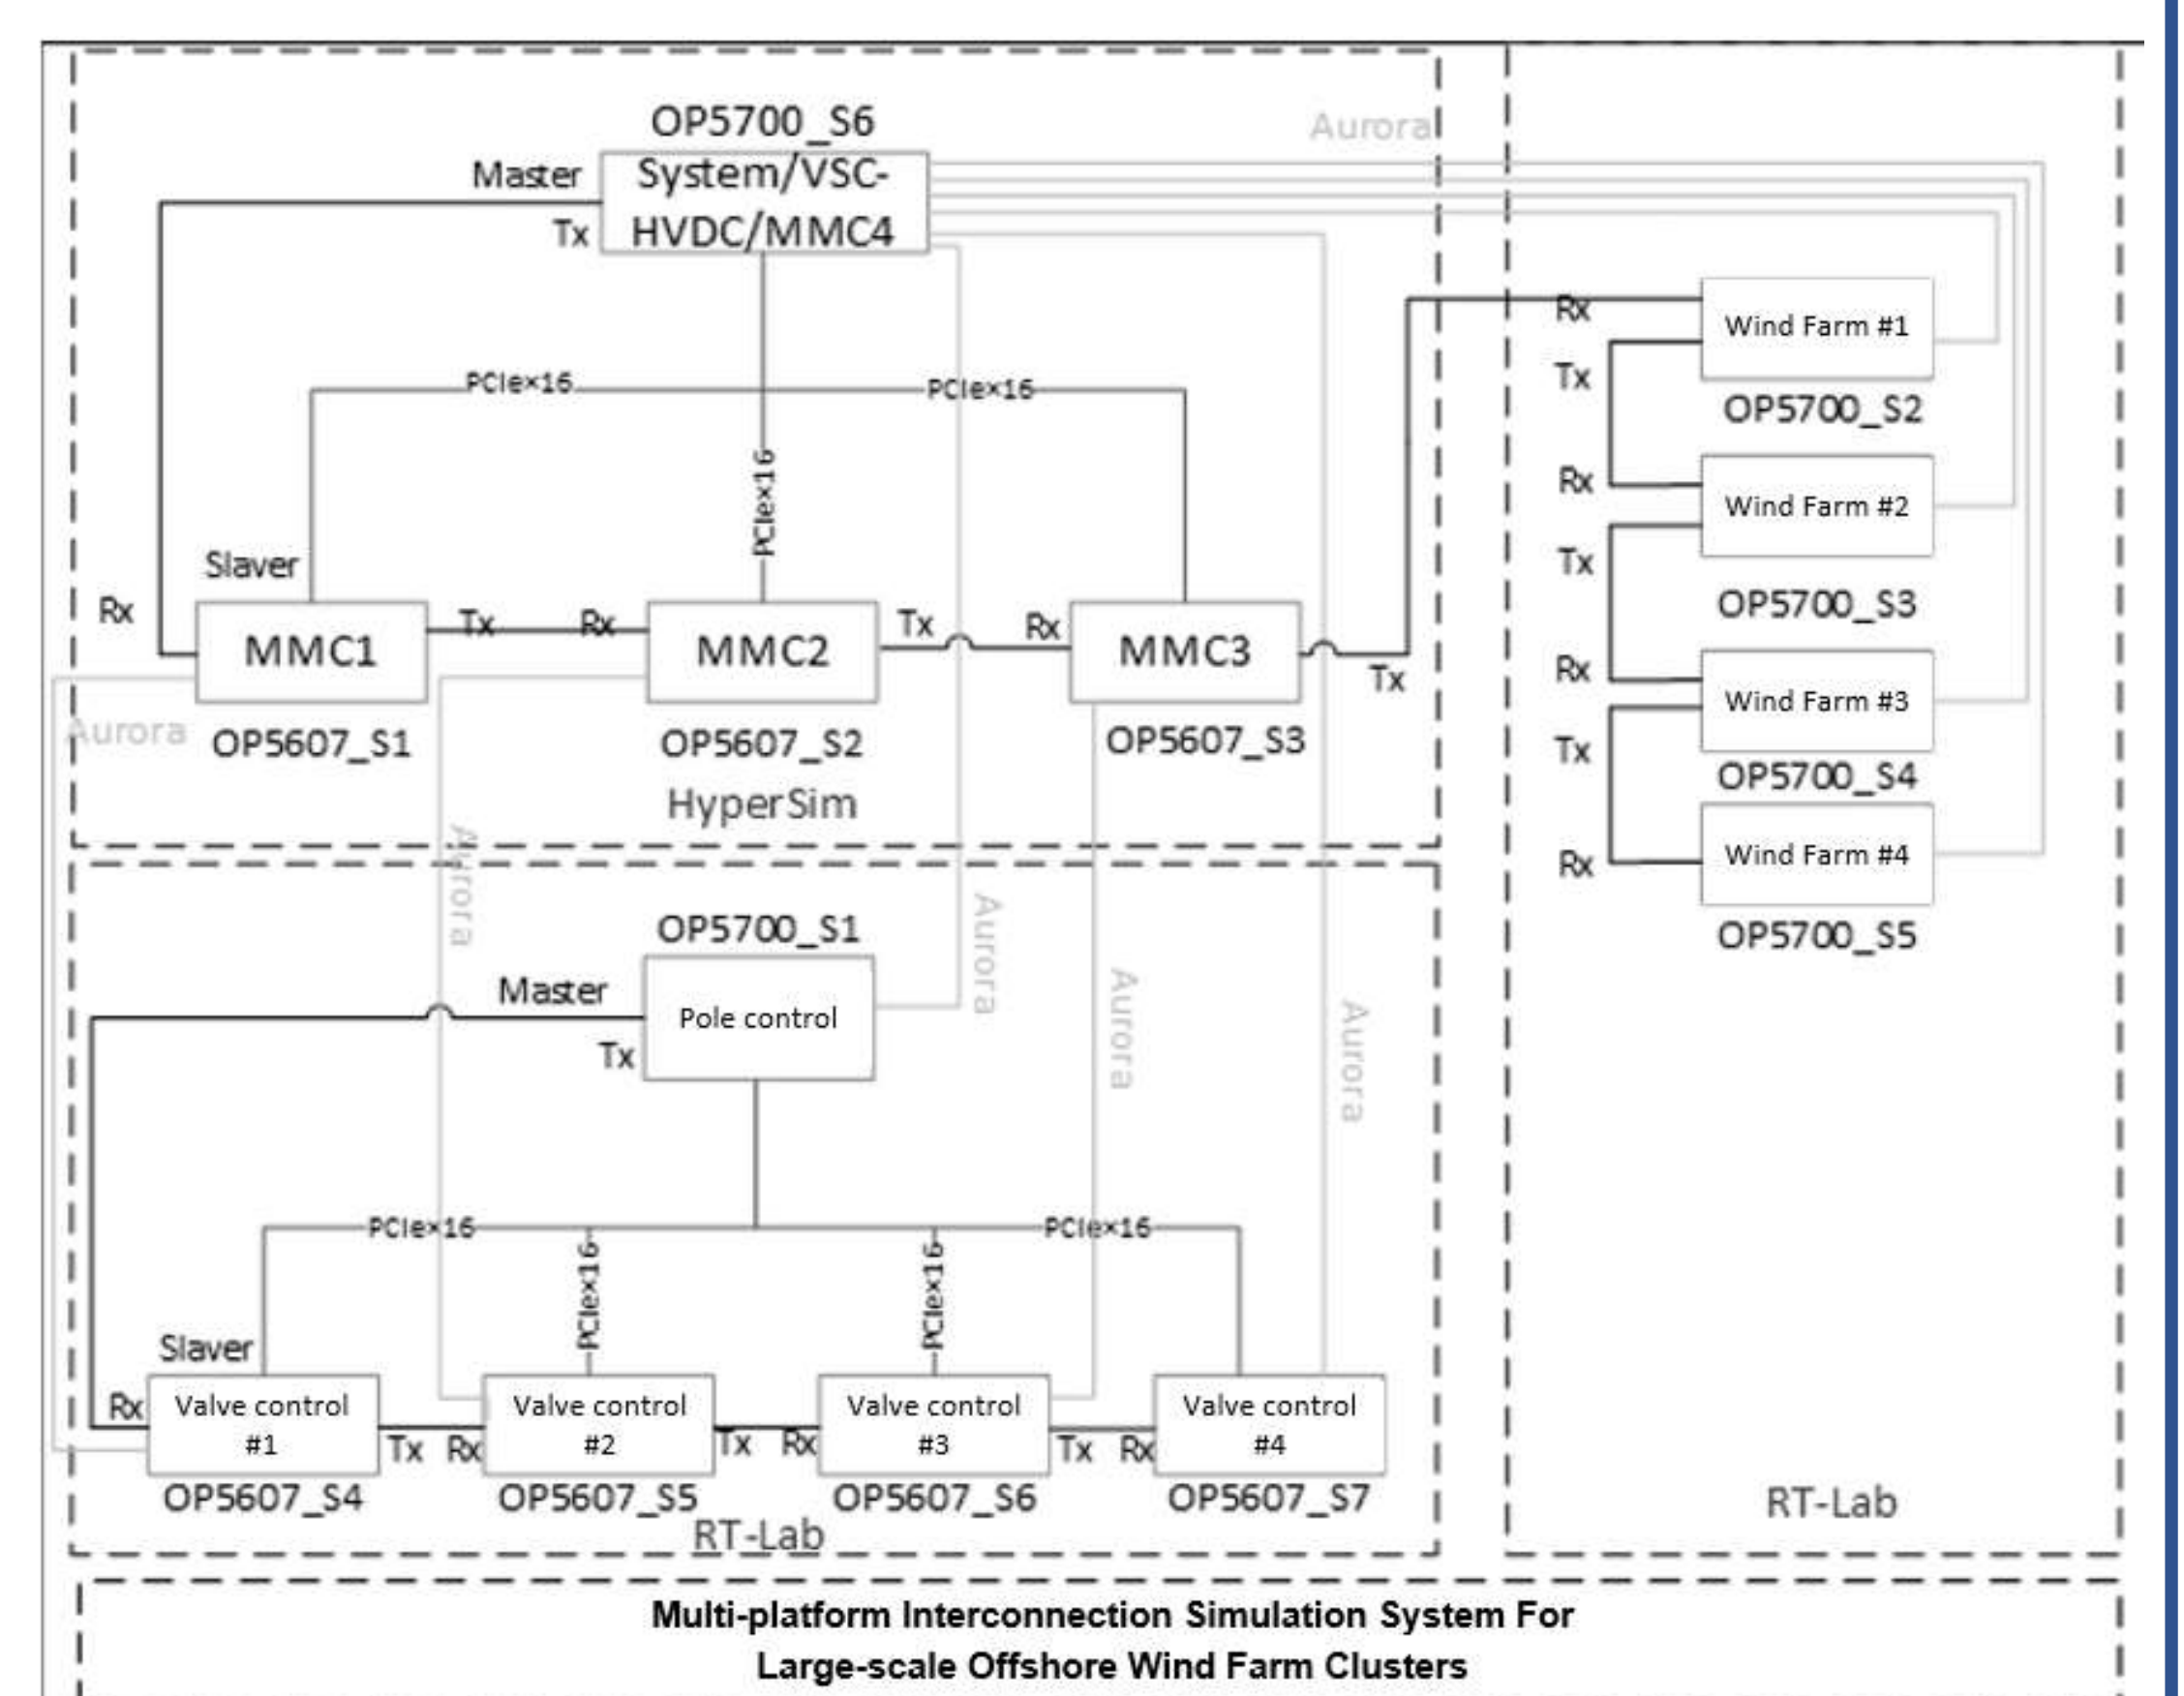 OP5700_S6
Aurora
Master
System/VSC-
Tx
HVDC/MMC4
Rx
Wind Farm #1
Tx
OP5700_S2
PCIe×16
PCIe×16
PCIe×16
Rx
Wind Farm #2
Slaver
Tx
OP5700_S3
Rx
Tx
Rx
Tx
Rx
MMC1
MMC2
MMC3
Tx
Rx
Wind Farm #3
Aurora
OP5607_S1
OP5607_S2
OP5607_S3
Tx
OP5700_S4
HyperSim
Rx
Wind Farm #4
OP5700_S5
Aurora
OP5700_S1
Aurora
Master
Pole control
Tx
Aurora
Aurora
PCIe×16
PCIe×16
PCIe×16
PCIe×16
Slaver
Rx
Valve control
#1
Tx
Rx
Valve control
#2
Tx
Rx
Valve control
#3
Tx
Rx
Valve control
#4
OP5607_S4
OP5607_S5
OP5607_S6
OP5607_S7
RT-Lab
RT-Lab
Multi-platform Interconnection Simulation System For
Large-scale Offshore Wind Farm Clusters